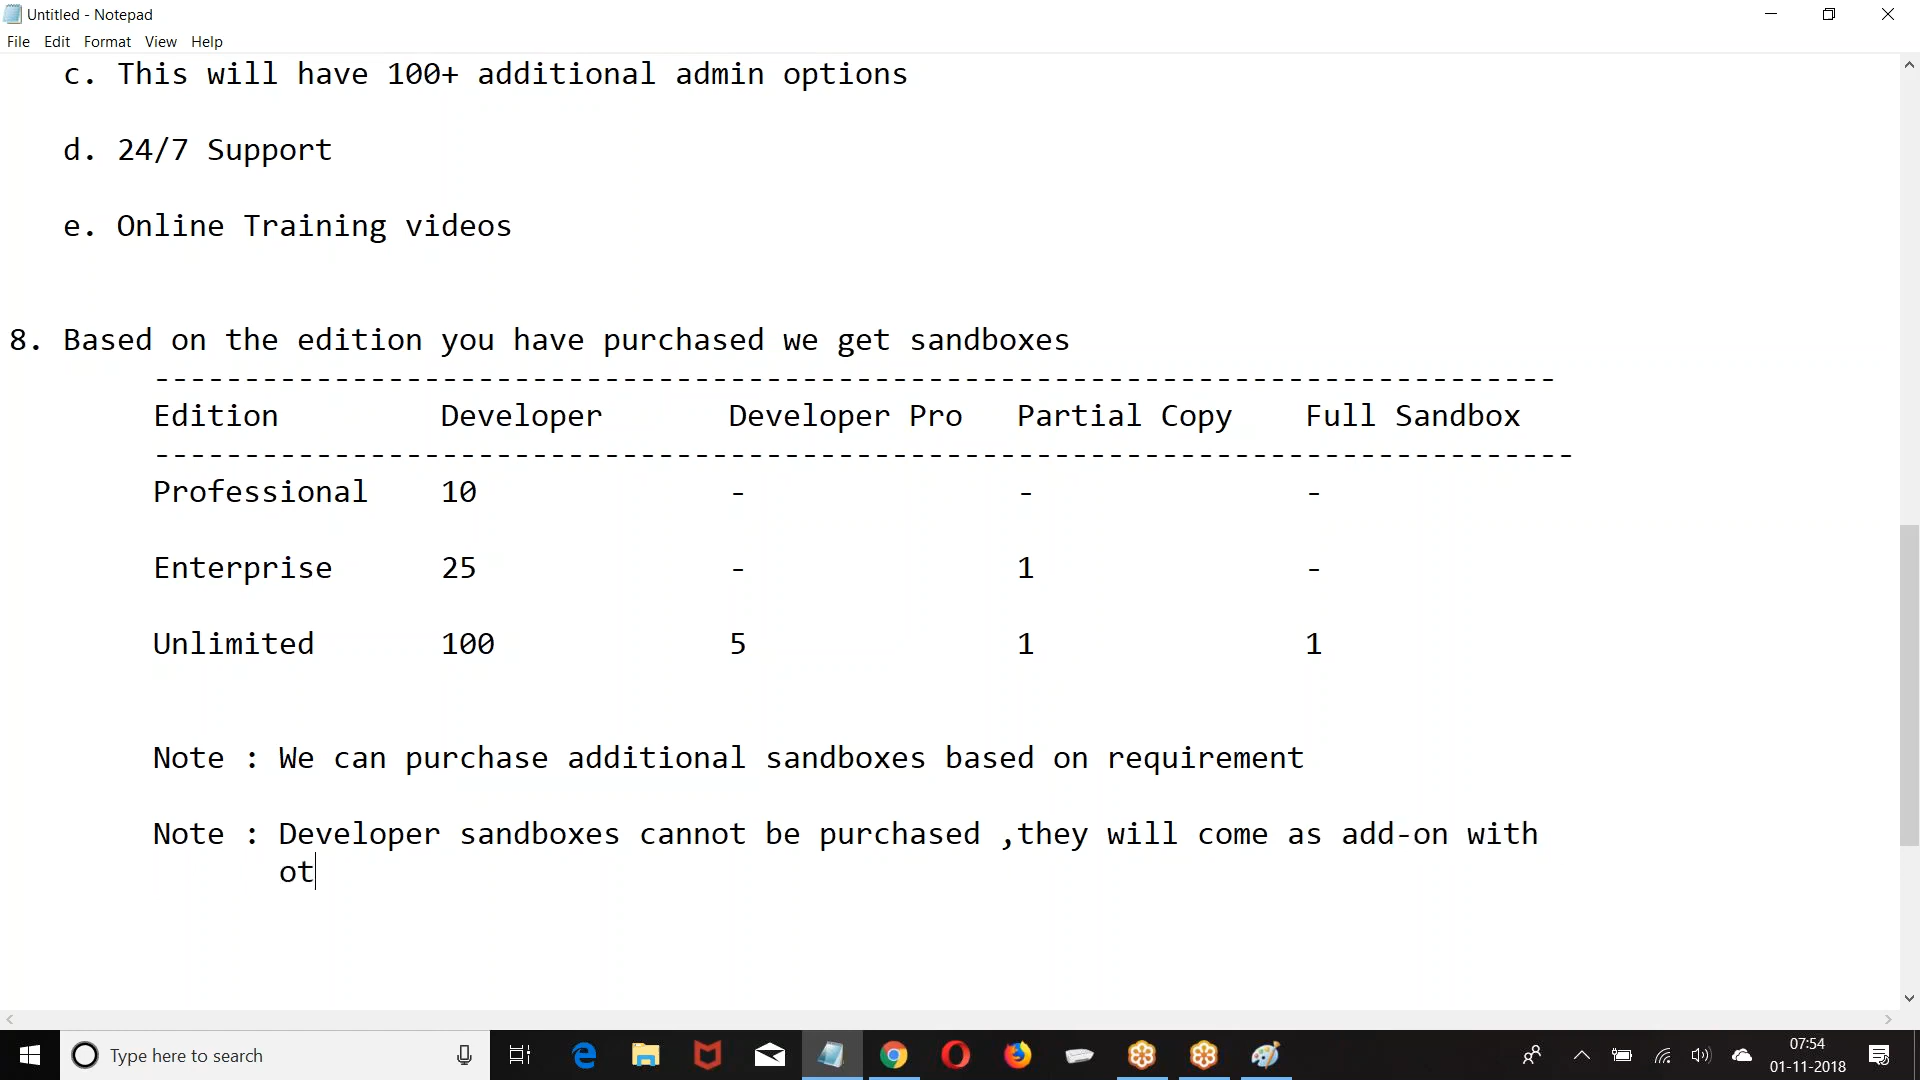 Untitled - Notepad
File Edit Format View Help
c. This will have 100+ additional admin options
d. 24/7 Support
e. Online Training videos
8. Based on the edition you have purchased we get sandboxes
------------------------------------------------------------------------------
Edition Developer Developer Pro Partial Copy Full Sandbox
-------------------------------------------------------------------------------
Professional 10 - - -
Enterprise 25 - 1 -
Unlimited 100 5 1 1
Note : We can purchase additional sandboxes based on requirement
Note : Developer sandboxes cannot be purchased ,they will come as add-on with
ot
Type here to search
07:54
01-11-2018